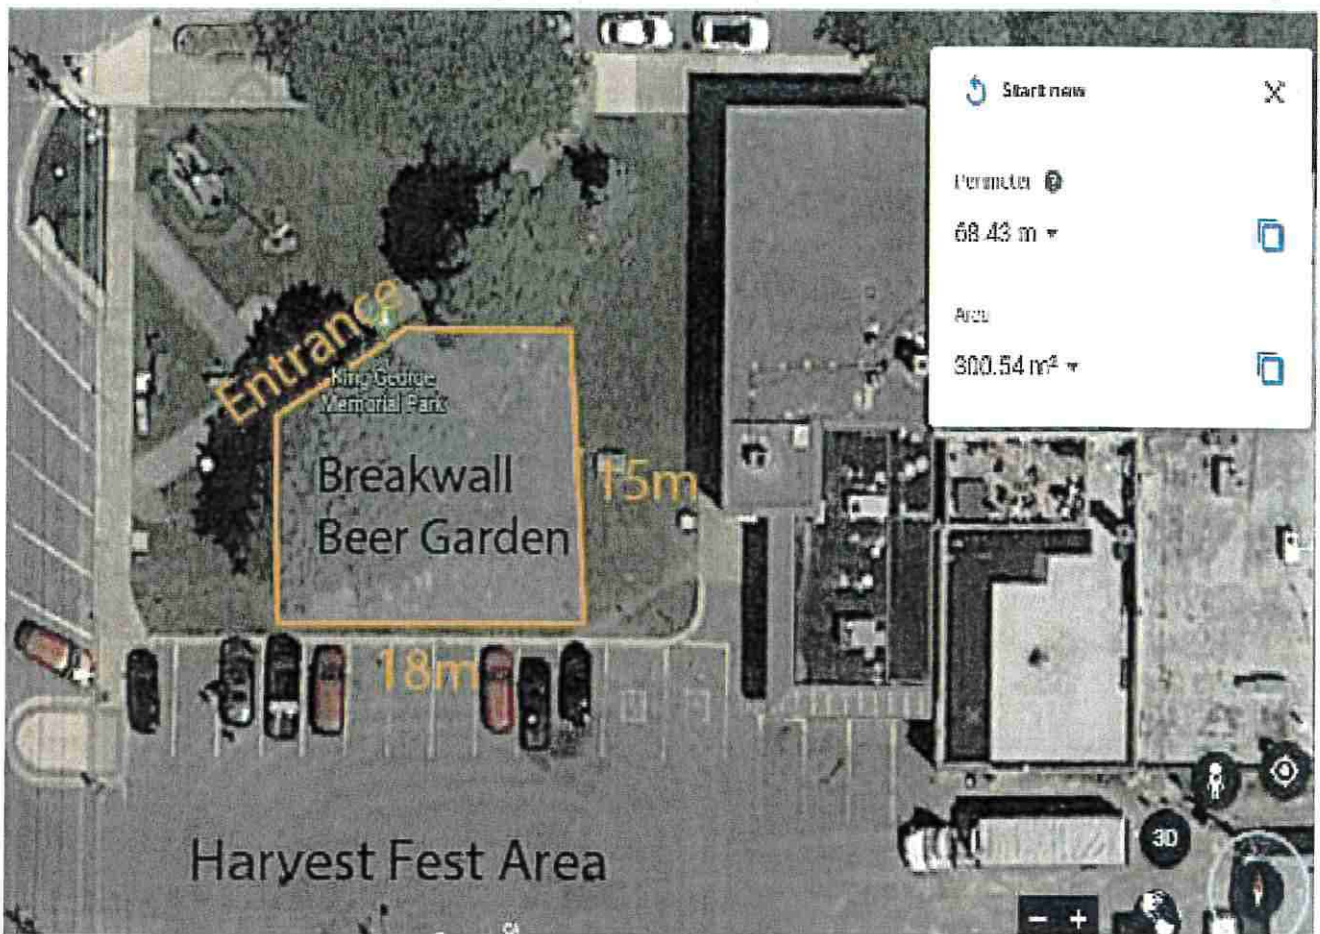 Start new
Perimeter
68.43 m
Area
300.54 m²
Entrance
King George
Memorial Park
Breakwall
Beer Garden
15m
18m
Harvest Fest Area
3D